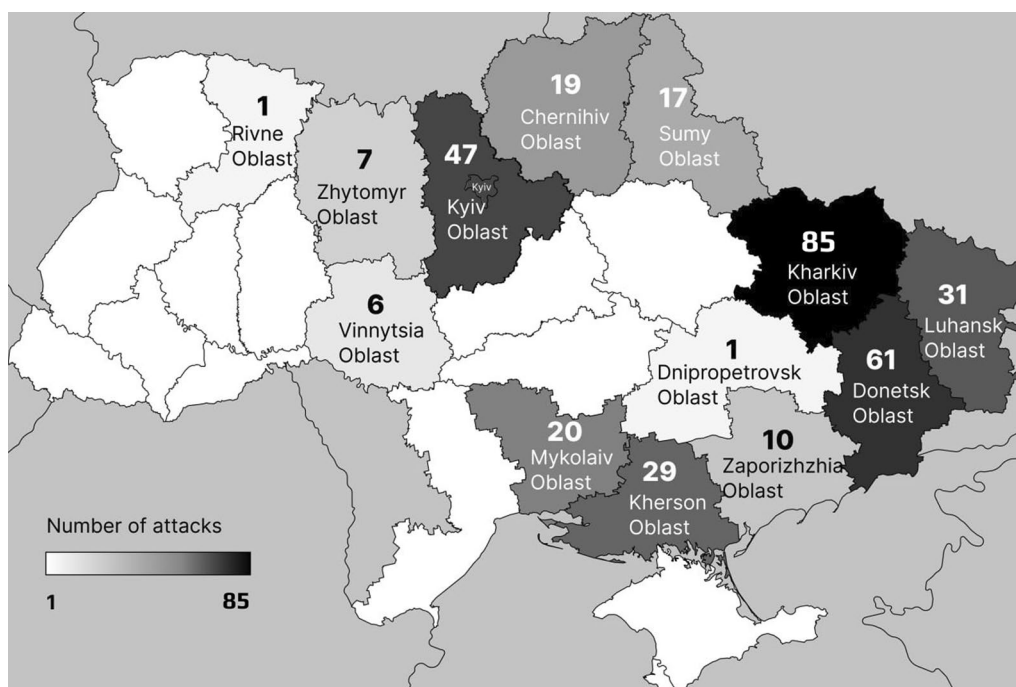 1
Rivne
Oblast
7
Zhytomyr
Oblast
47
Kyiv
Kyiv
Oblast
19
Chernihiv
Oblast
17
Sumy
Oblast
85
Kharkiv
Oblast
31
Luhansk
Oblast
6
Vinnytsia
Oblast
1
Dnipropetrovsk
Oblast
61
Donetsk
Oblast
20
Mykolaiv
Oblast
29
Kherson
Oblast
10
Zaporizhzhia
Oblast
Number of attacks
1 85